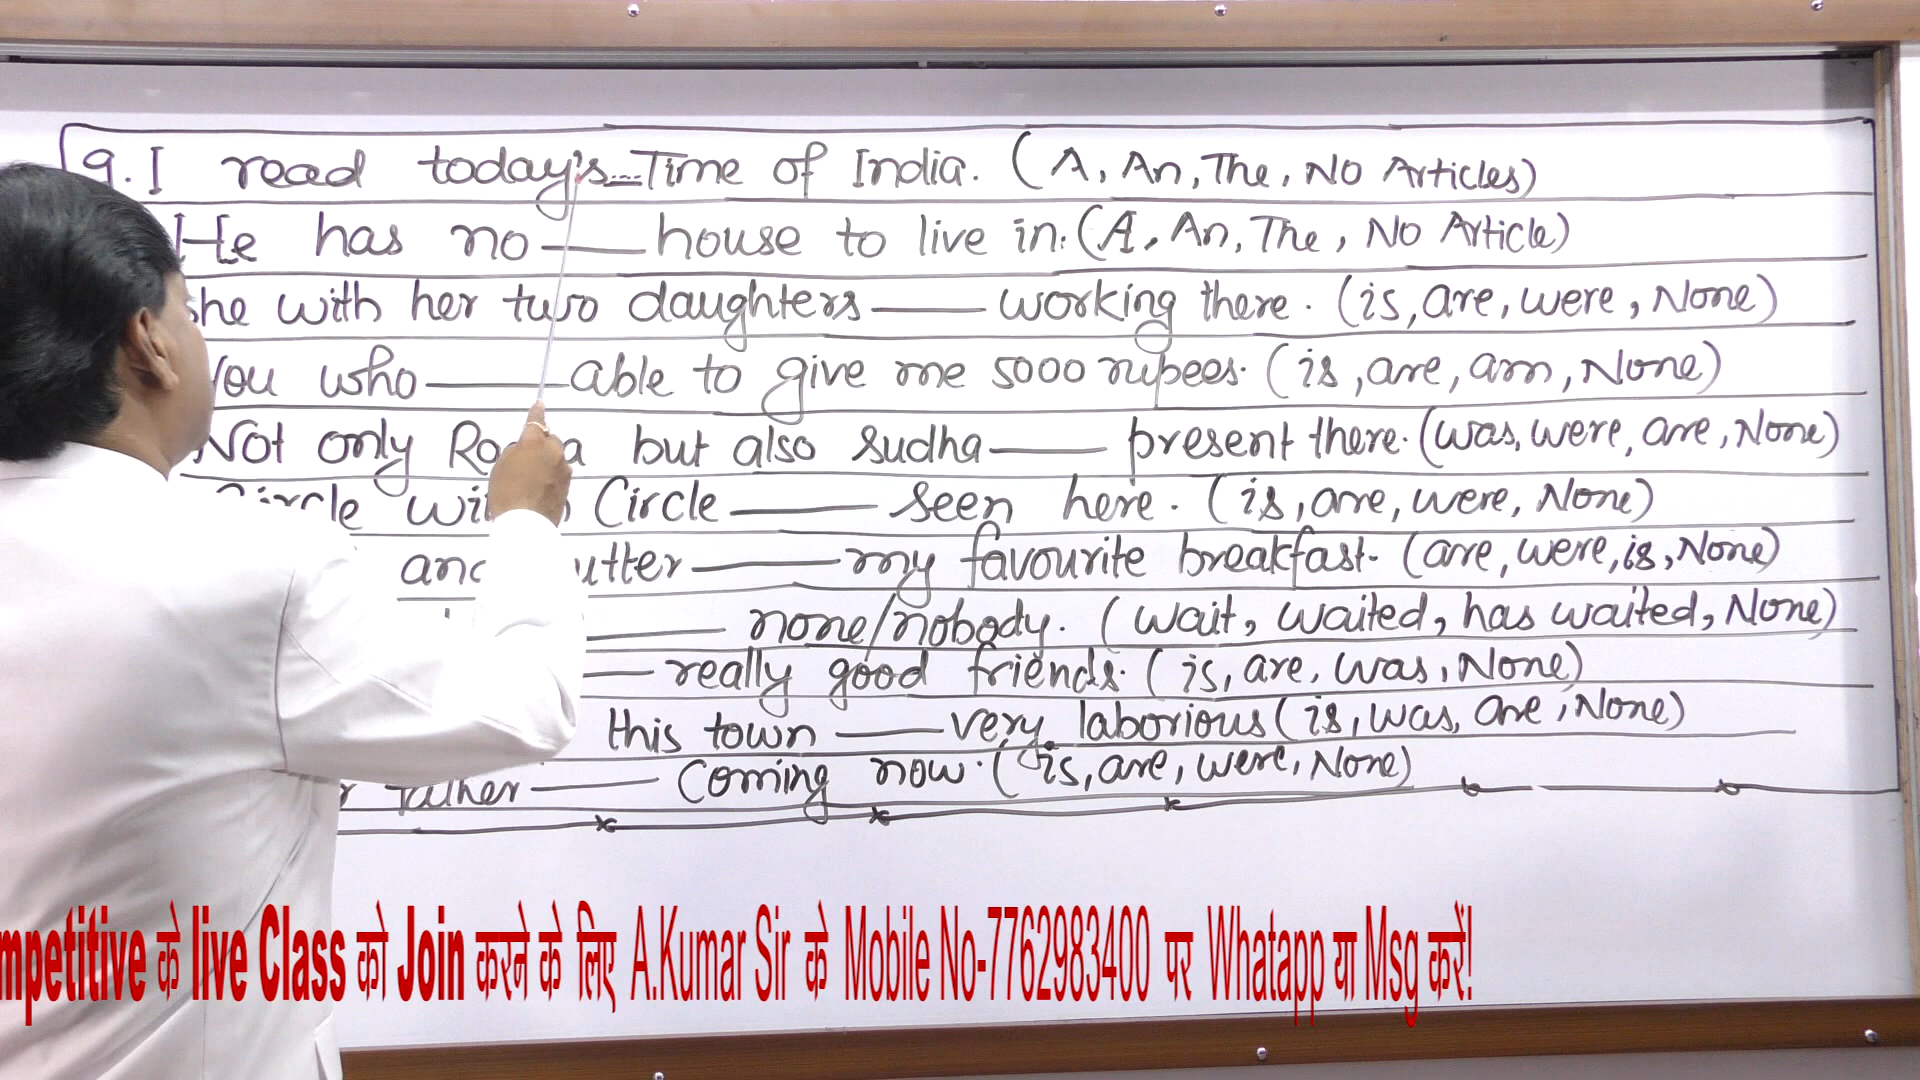 9. I read today's....Time of India. (A, An, The, NO Articles)
He has no —— house to live in. (A, An, The, NO Article)
she with her two daughters —— working there. (is, are, were, None)
You who —— able to give me 5000 rupees. (is, are, am, None)
Not only but also sudha —— present there. (was, were, are, None)
Circle —— seen here. (is, are, were, None)
and —— my favourite breakfast. (are, were, is, None)
—— none/nobody. (wait, waited, has waited, None)
—— really good friends. (is, are, was, None)
this town —— very laborious (is, was, are, None)
father —— Coming now. (is, are, were, None)
के live Class को Join करने के लिए A.Kumar Sir के Mobile No-7762983400 पर Whatapp या Msg करें!